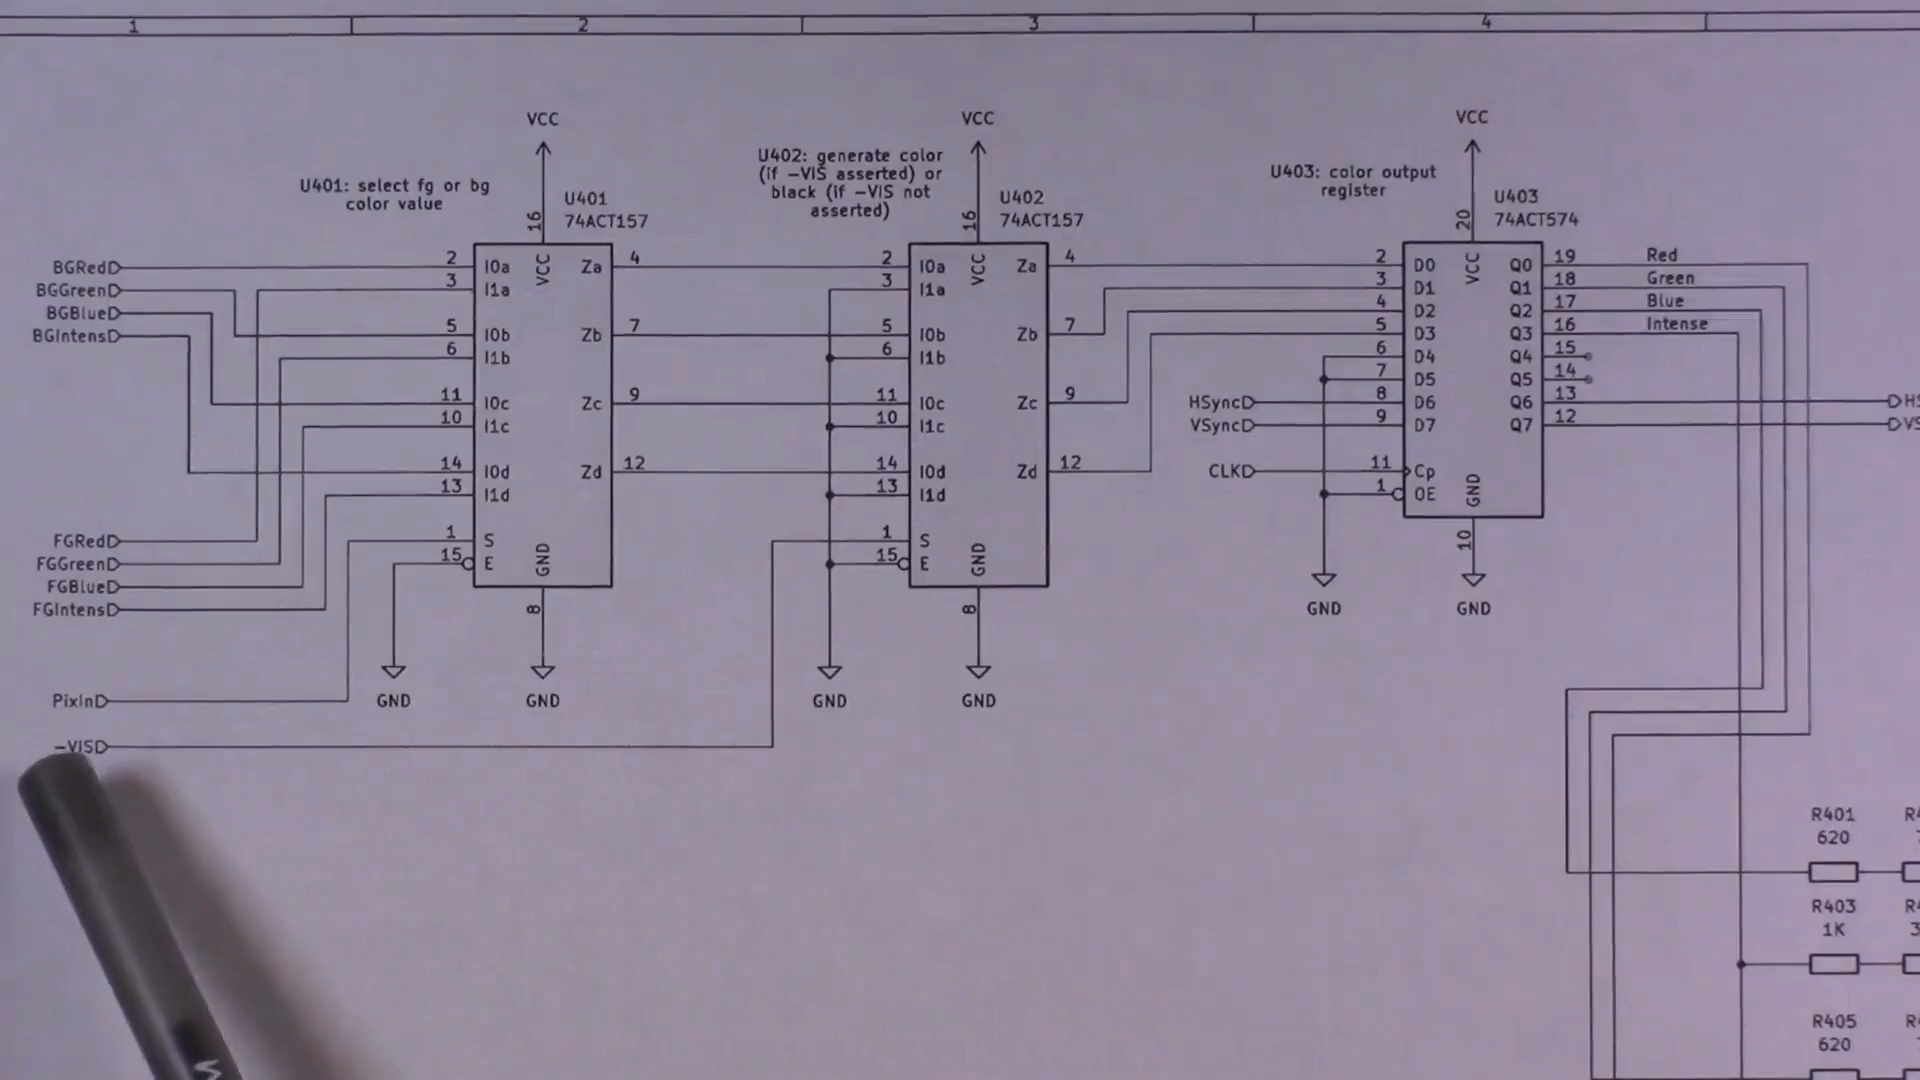 1 2 3 4
VCC VCC VCC
U401: select fg or bg
color value
U402: generate color
(if -VIS asserted) or
black (if -VIS not
asserted)
U403: color output
register
U401
74ACT157
U402
74ACT157
U403
74ACT574
16 16 20
BGRed
BGGreen
BGBlue
BGIntens
FGRed
FGGreen
FGBlue
FGIntens
PixIn
-VIS
2 I0a VCC Za 4
3 I1a
5 I0b Zb 7
6 I1b
11 I0c Zc 9
10 I1c
14 I0d Zd 12
13 I1d
1 S
15 E GND
8
GND GND
2 I0a VCC Za 4
3 I1a
5 I0b Zb 7
6 I1b
11 I0c Zc 9
10 I1c
14 I0d Zd 12
13 I1d
1 S
15 E GND
8
GND GND
2 D0 VCC Q0 19 Red
3 D1 Q1 18 Green
4 D2 Q2 17 Blue
5 D3 Q3 16 Intense
6 D4 Q4 15
7 D5 Q5 14
HSync 8 D6 Q6 13
VSync 9 D7 Q7 12
CLK 11 Cp
1 OE GND
10
GND GND
R401
620
R403
1K
R405
620